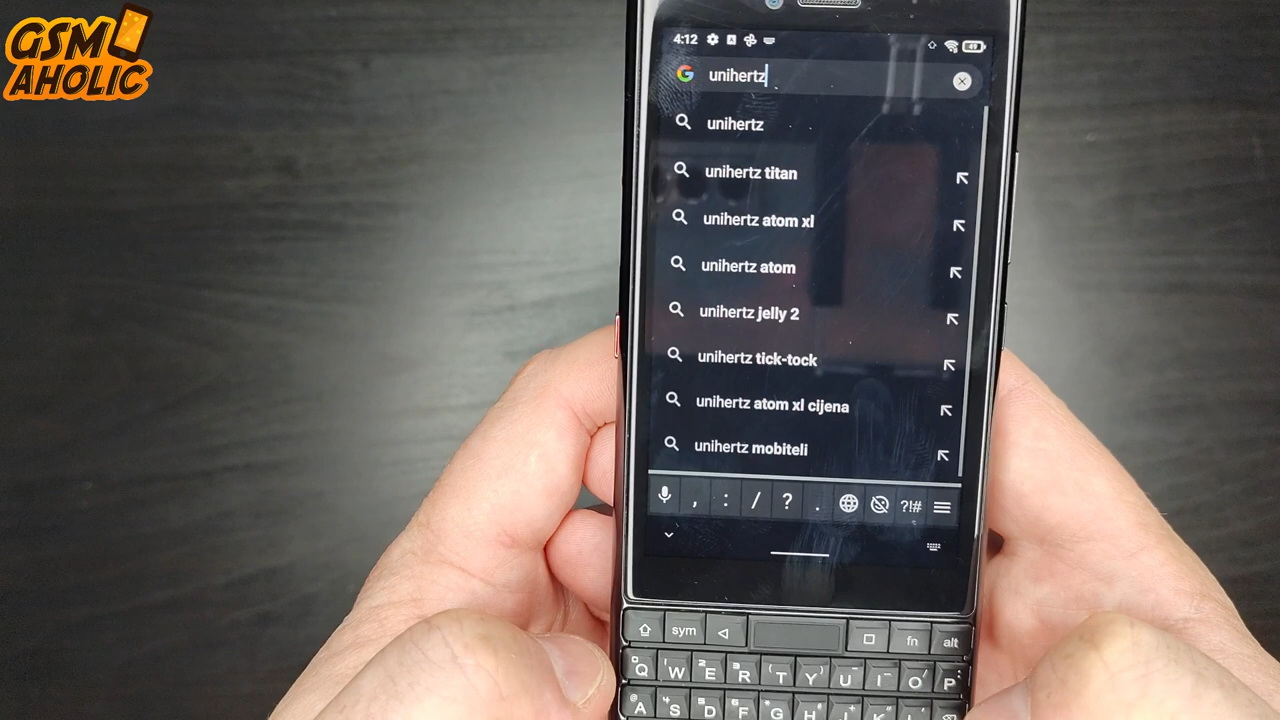 GSM
AHOLIC
4:12
49
unihertz
unihertz
unihertz titan
unihertz atom xl
unihertz atom
unihertz jelly 2
unihertz tick-tock
unihertz atom xl cijena
unihertz mobiteli
, : / ? . ?!#
sym fn alt
Q W E R T Y U I O P
A S D F G H J K L